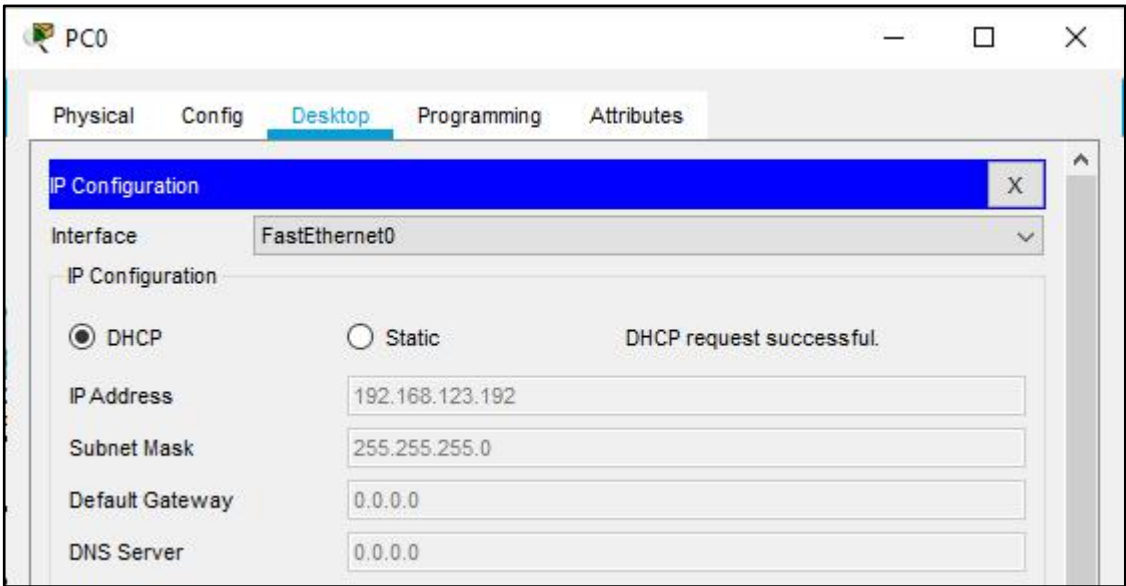 PC0
Physical Config Desktop Programming Attributes
IP Configuration X
Interface FastEthernet0
IP Configuration
DHCP Static DHCP request successful.
IP Address 192.168.123.192
Subnet Mask 255.255.255.0
Default Gateway 0.0.0.0
DNS Server 0.0.0.0